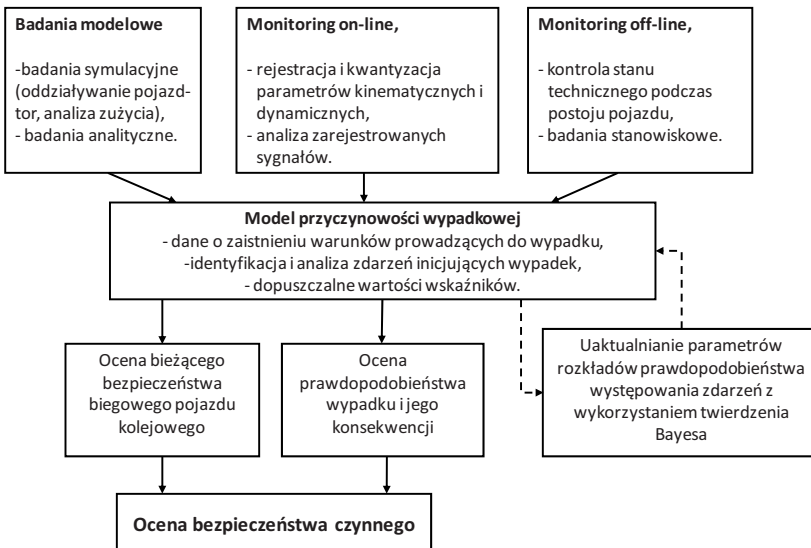 Badania modelowe
-badania symulacyjne
(oddziaływanie pojazd-
tor, analiza zużycia),
- badania analityczne.
Monitoring on-line,
- rejestracja i kwantyzacja
parametrów kinematycznych i
dynamicznych,
- analiza zarejestrowanych
sygnałów.
Monitoring off-line,
- kontrola stanu
technicznego podczas
postoju pojazdu,
- badania stanowiskowe.
Model przyczynowości wypadkowej
- dane o zaistnieniu warunków prowadzących do wypadku,
-identyfikacja i analiza zdarzeń inicjujących wypadek,
- dopuszczalne wartości wskaźników.
Ocena bieżącego
bezpieczeństwa
biegowego pojazdu
kolejowego
Ocena
prawdopodobieństwa
wypadku i jego
konsekwencji
Uaktualnianie parametrów
rozkładów prawdopodobieństwa
występowania zdarzeń z
wykorzystaniem twierdzenia
Bayesa
Ocena bezpieczeństwa czynnego